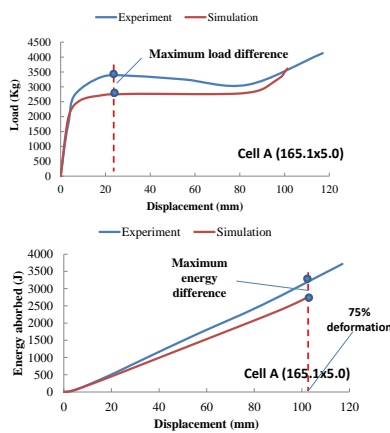 Experiment Simulation
4500
4000
3500
3000
2500
2000
1500
1000
500
0
Load (Kg)
Maximum load difference
Cell A (165.1x5.0)
0 20 40 60 80 100 120
Displacement (mm)
Experiment Simulation
4000
3500
3000
2500
2000
1500
1000
500
0
Energy aborbed (J)
Maximum
energy
difference
75%
deformation
Cell A (165.1x5.0)
0 20 40 60 80 100 120
Displacement (mm)